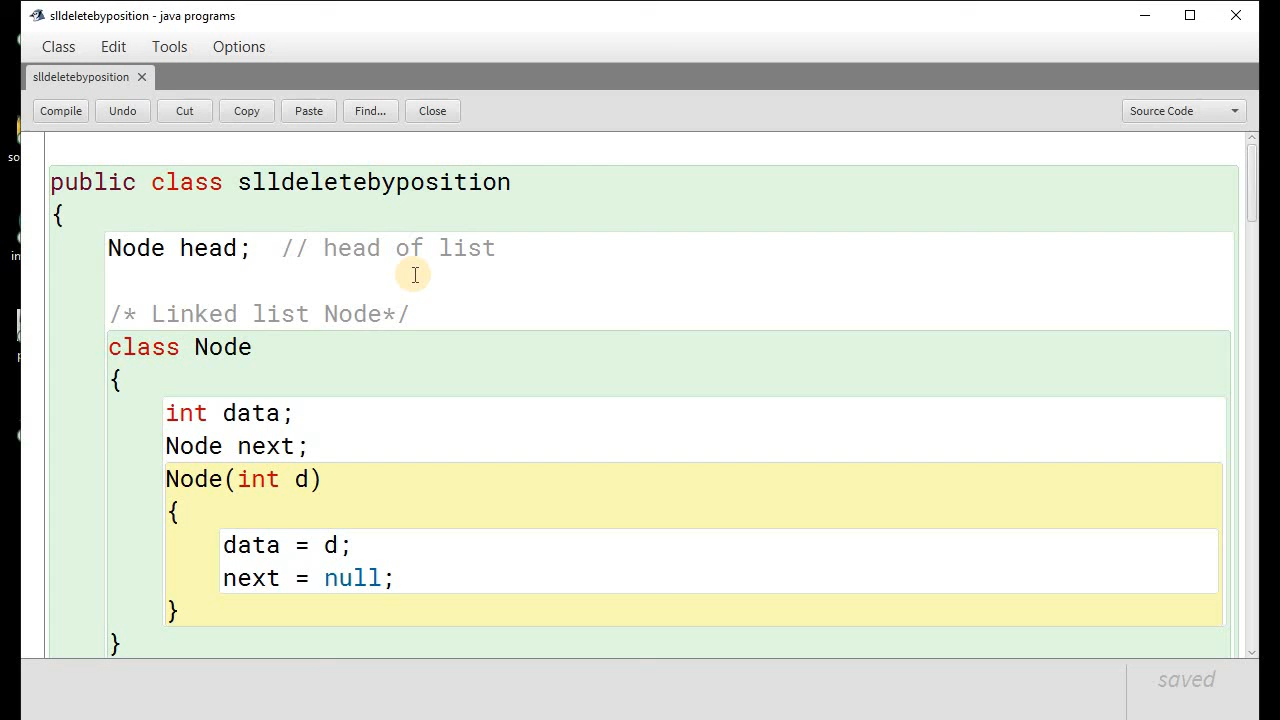 slldeletebyposition - java programs
Class Edit Tools Options
slldeletebyposition
Compile Undo Cut Copy Paste Find... Close Source Code
public class slldeletebyposition
{
Node head;  // head of list
/* Linked list Node*/
class Node
{
int data;
Node next;
Node(int d)
{
data = d;
next = null;
}
}
saved
so
in